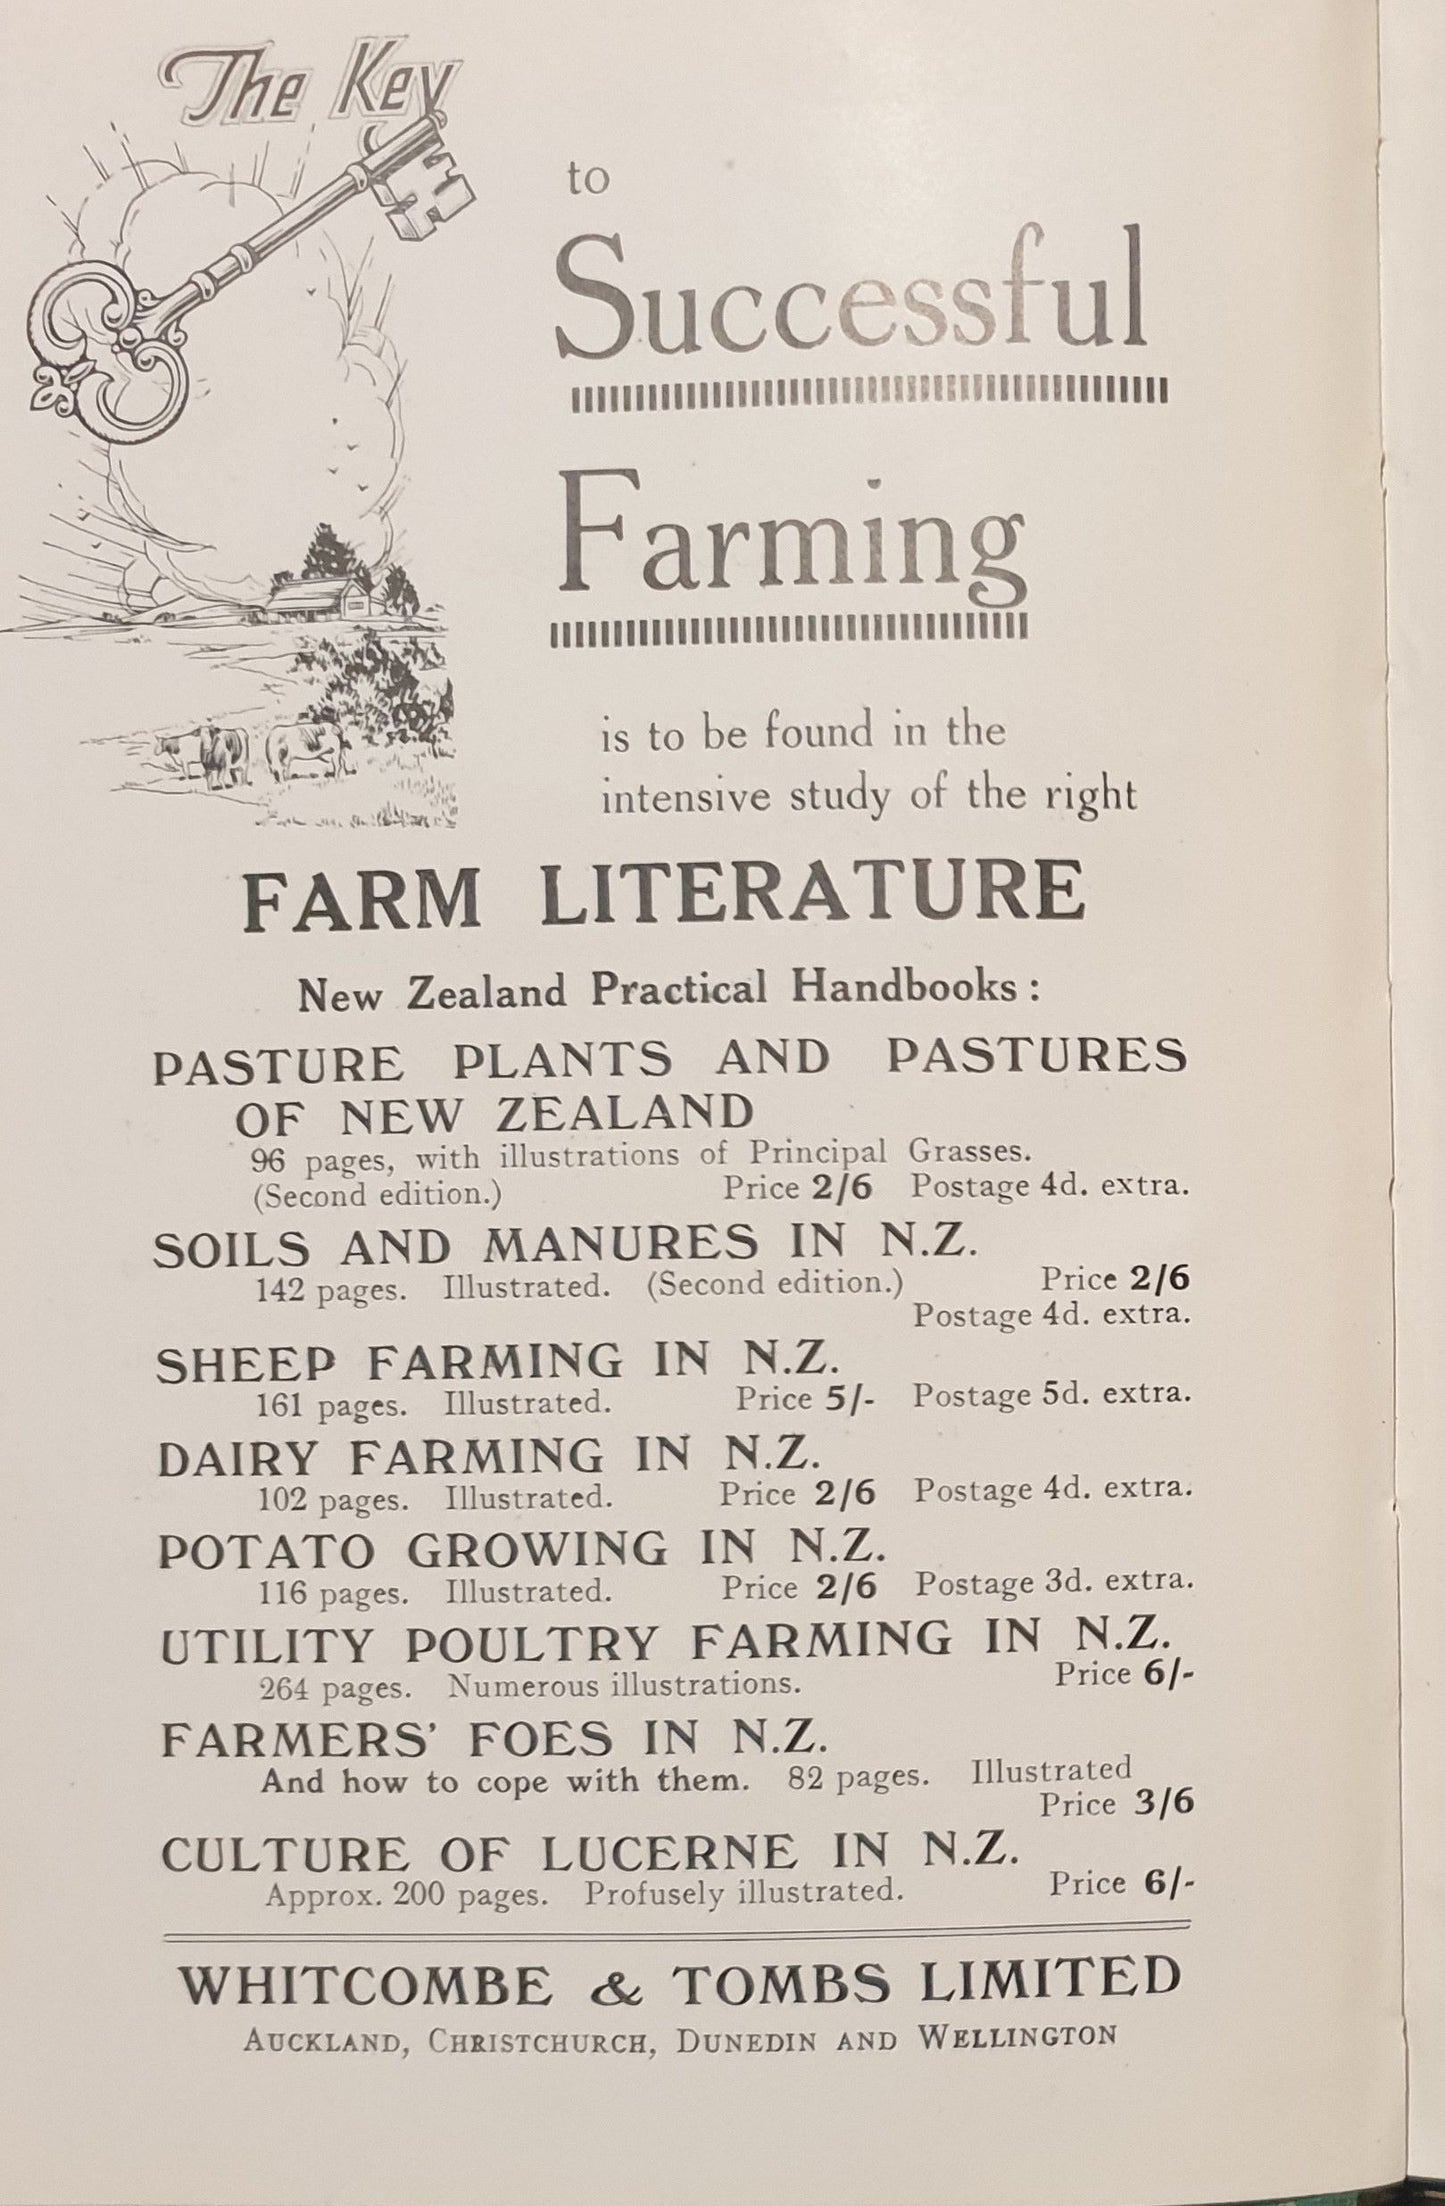 The Key
to
Successful
Farming
is to be found in the
intensive study of the right
FARM LITERATURE
New Zealand Practical Handbooks :
PASTURE PLANTS AND PASTURES
OF NEW ZEALAND
96 pages, with illustrations of Principal Grasses.
(Second edition.) Price 2/6 Postage 4d. extra.
SOILS AND MANURES IN N.Z.
142 pages. Illustrated. (Second edition.) Price 2/6
Postage 4d. extra.
SHEEP FARMING IN N.Z.
161 pages. Illustrated. Price 5/- Postage 5d. extra.
DAIRY FARMING IN N.Z.
102 pages. Illustrated. Price 2/6 Postage 4d. extra.
POTATO GROWING IN N.Z.
116 pages. Illustrated. Price 2/6 Postage 3d. extra.
UTILITY POULTRY FARMING IN N.Z.
264 pages. Numerous illustrations. Price 6/-
FARMERS' FOES IN N.Z.
And how to cope with them. 82 pages. Illustrated
Price 3/6
CULTURE OF LUCERNE IN N.Z.
Approx. 200 pages. Profusely illustrated. Price 6/-
WHITCOMBE & TOMBS LIMITED
AUCKLAND, CHRISTCHURCH, DUNEDIN AND WELLINGTON